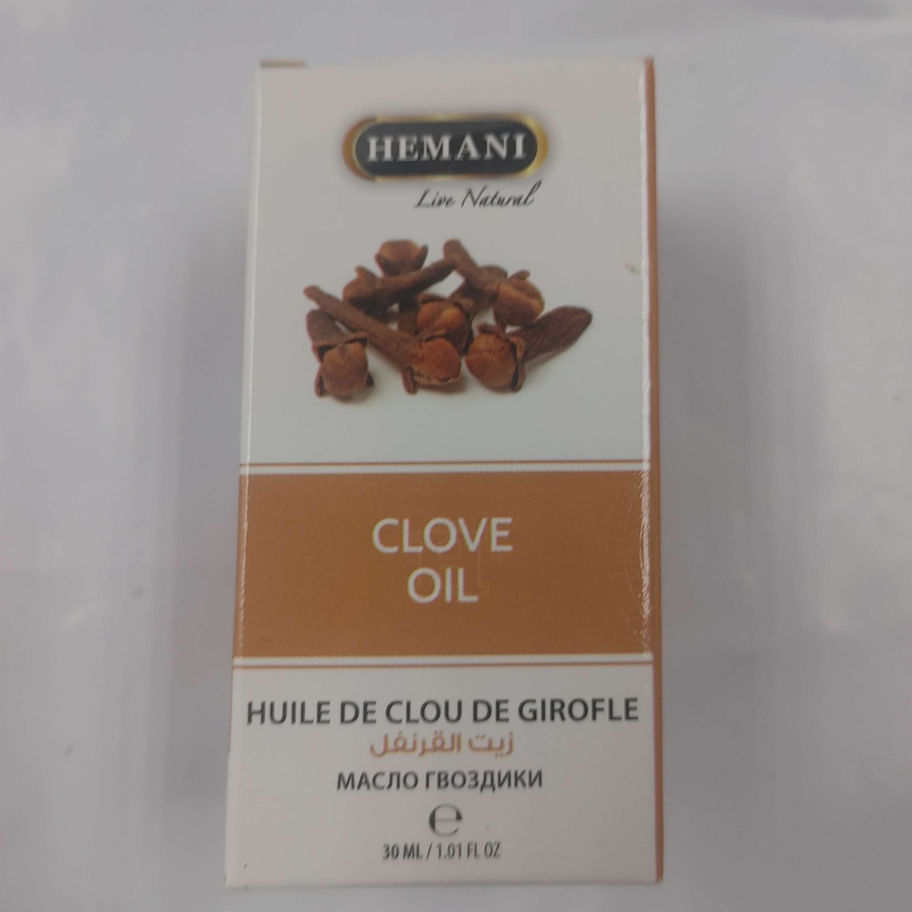 HEMANI
Live Natural
CLOVE
OIL
HUILE DE CLOU DE GIROFLE
زيت القرنفل
МАСЛО ГВОЗДИКИ
℮
30 ML / 1.01 FL OZ